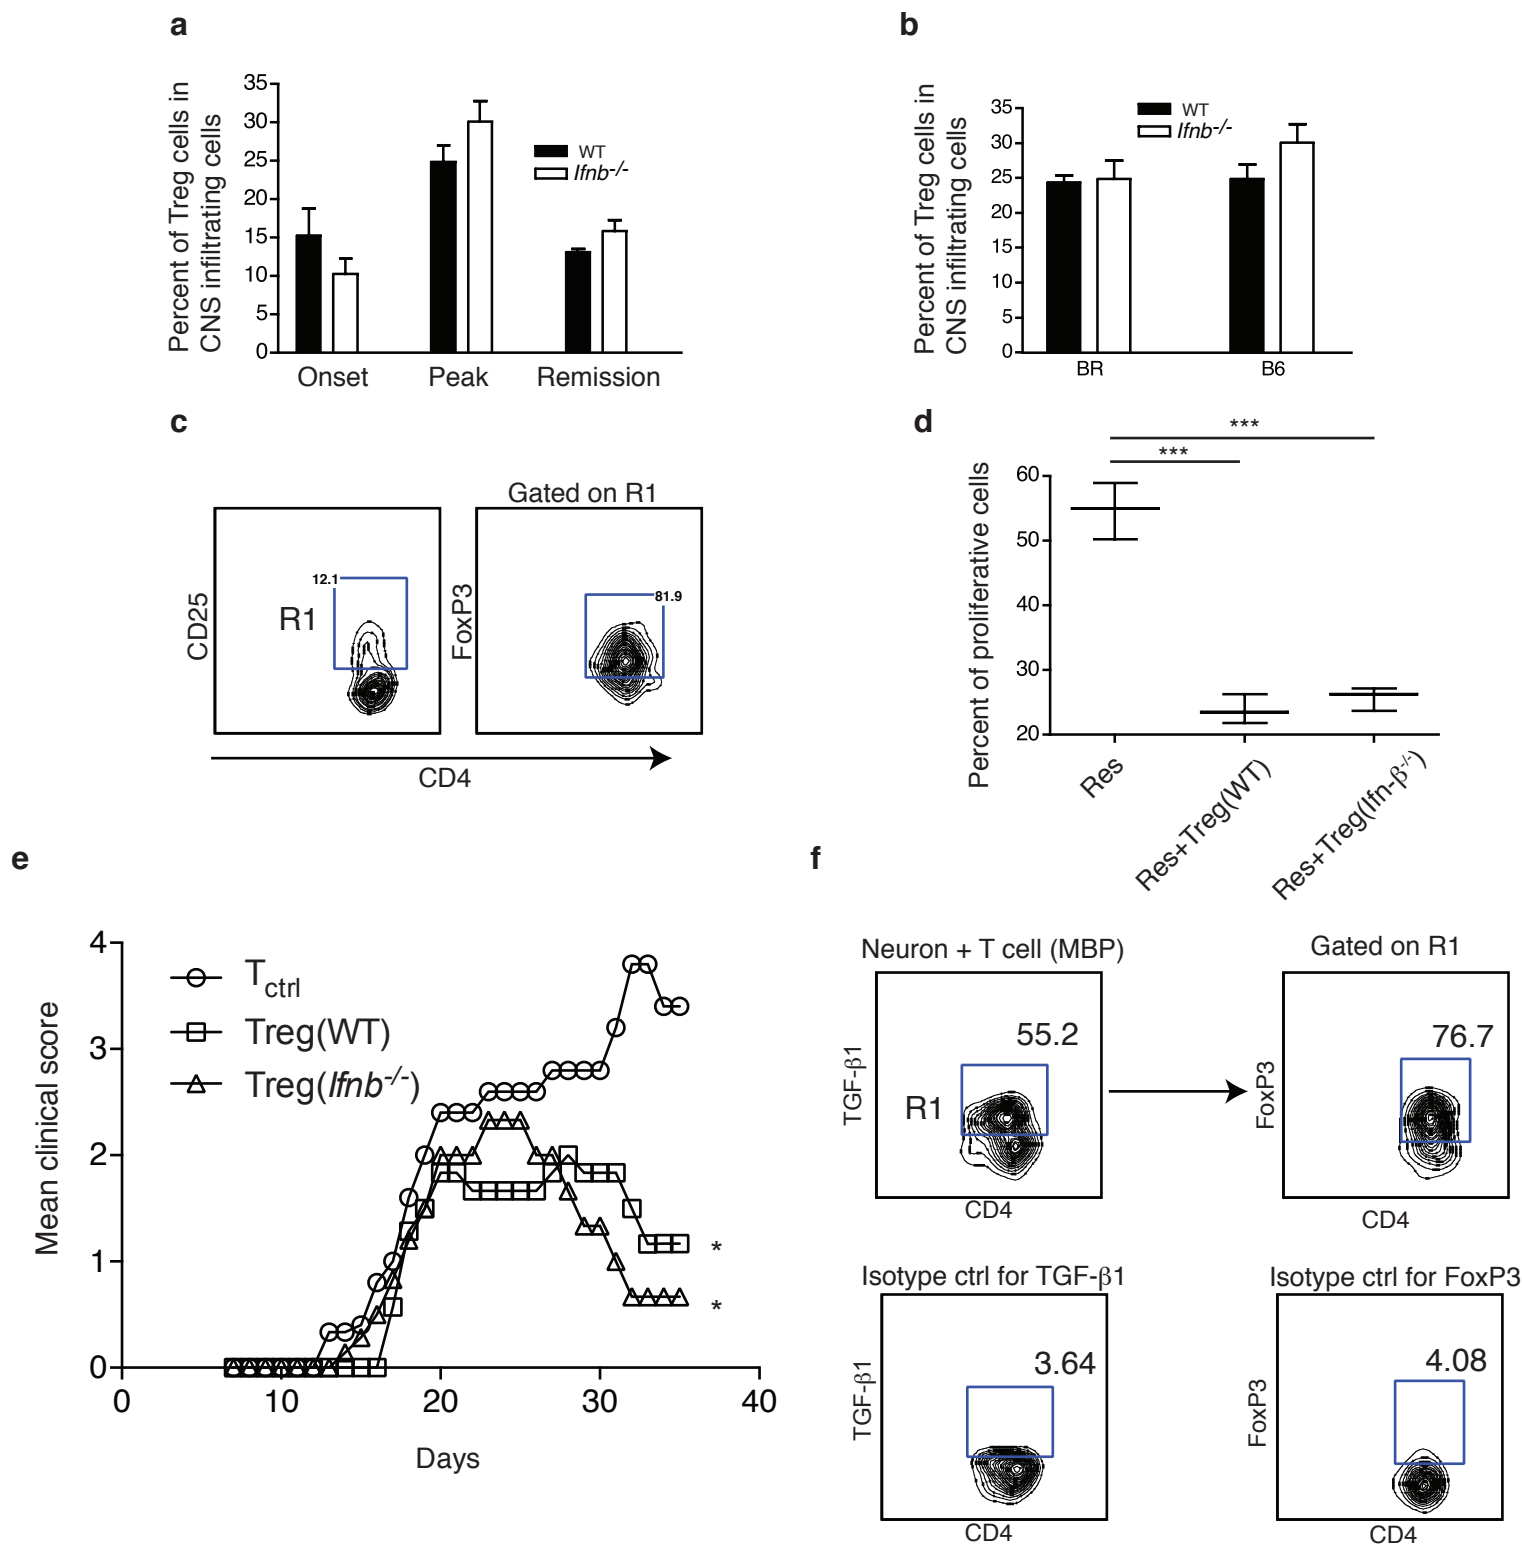 a
Percent of Treg cells in
CNS infiltrating cells
35
30
25
20
15
10
5
0
WT
Ifnb-/-
Onset Peak Remission
b
Percent of Treg cells in
CNS infiltrating cells
35
30
25
20
15
10
5
0
WT
Ifnb-/-
BR B6
c
Gated on R1
CD25
12.1
R1
FoxP3
81.9
CD4
d
***
***
Percent of proliferative cells
60
50
40
30
20
Res
Res+Treg(WT)
Res+Treg(Ifn-β-/-)
e
Mean clinical score
4
3
2
1
0
Tctrl
Treg(WT)
Treg(Ifnb-/-)
*
*
0 10 20 30 40
Days
f
Neuron + T cell (MBP)
TGF-β1
55.2
R1
CD4
Gated on R1
FoxP3
76.7
CD4
Isotype ctrl for TGF-β1
TGF-β1
3.64
CD4
Isotype ctrl for FoxP3
FoxP3
4.08
CD4